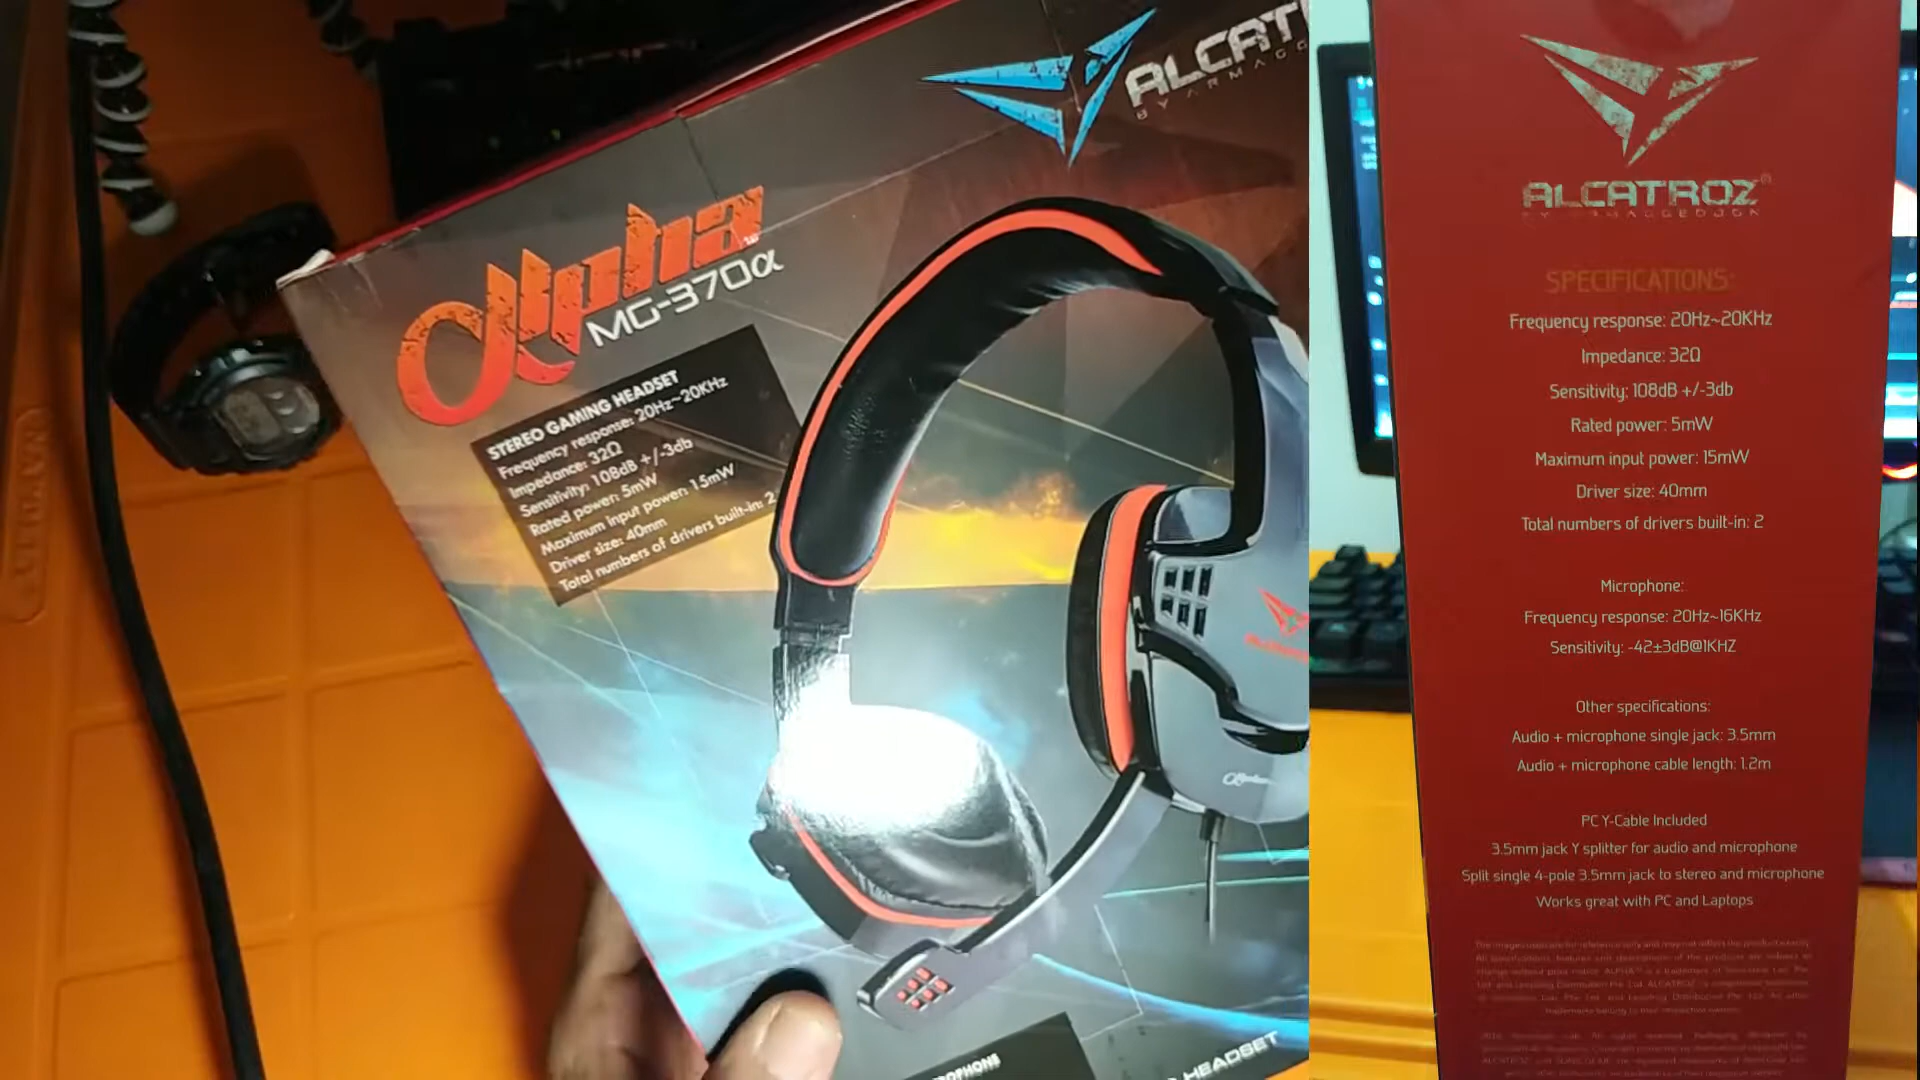 ALCAT
BY ARMAGG
Alpha
MG-370α
STEREO GAMING HEADSET
Frequency response: 20Hz~20KHz
Impedance: 32Ω
Sensitivity: 108dB +/-3db
Rated power: 5mW
Maximum input power: 15mW
Driver size: 40mm
Total numbers of drivers built-in: 2
Alpha
HEADSET
ALCATROZ®
BY ARMAGGEDDON
SPECIFICATIONS:
Frequency response: 20Hz~20KHz
Impedance: 32Ω
Sensitivity: 108dB +/-3db
Rated power: 5mW
Maximum input power: 15mW
Driver size: 40mm
Total numbers of drivers built-in: 2
Microphone:
Frequency response: 20Hz~16KHz
Sensitivity: -42±3dB@1KHZ
Other specifications:
Audio + microphone single jack: 3.5mm
Audio + microphone cable length: 1.2m
PC Y-Cable Included
3.5mm jack Y splitter for audio and microphone
Split single 4-pole 3.5mm jack to stereo and microphone
Works great with PC and Laptops